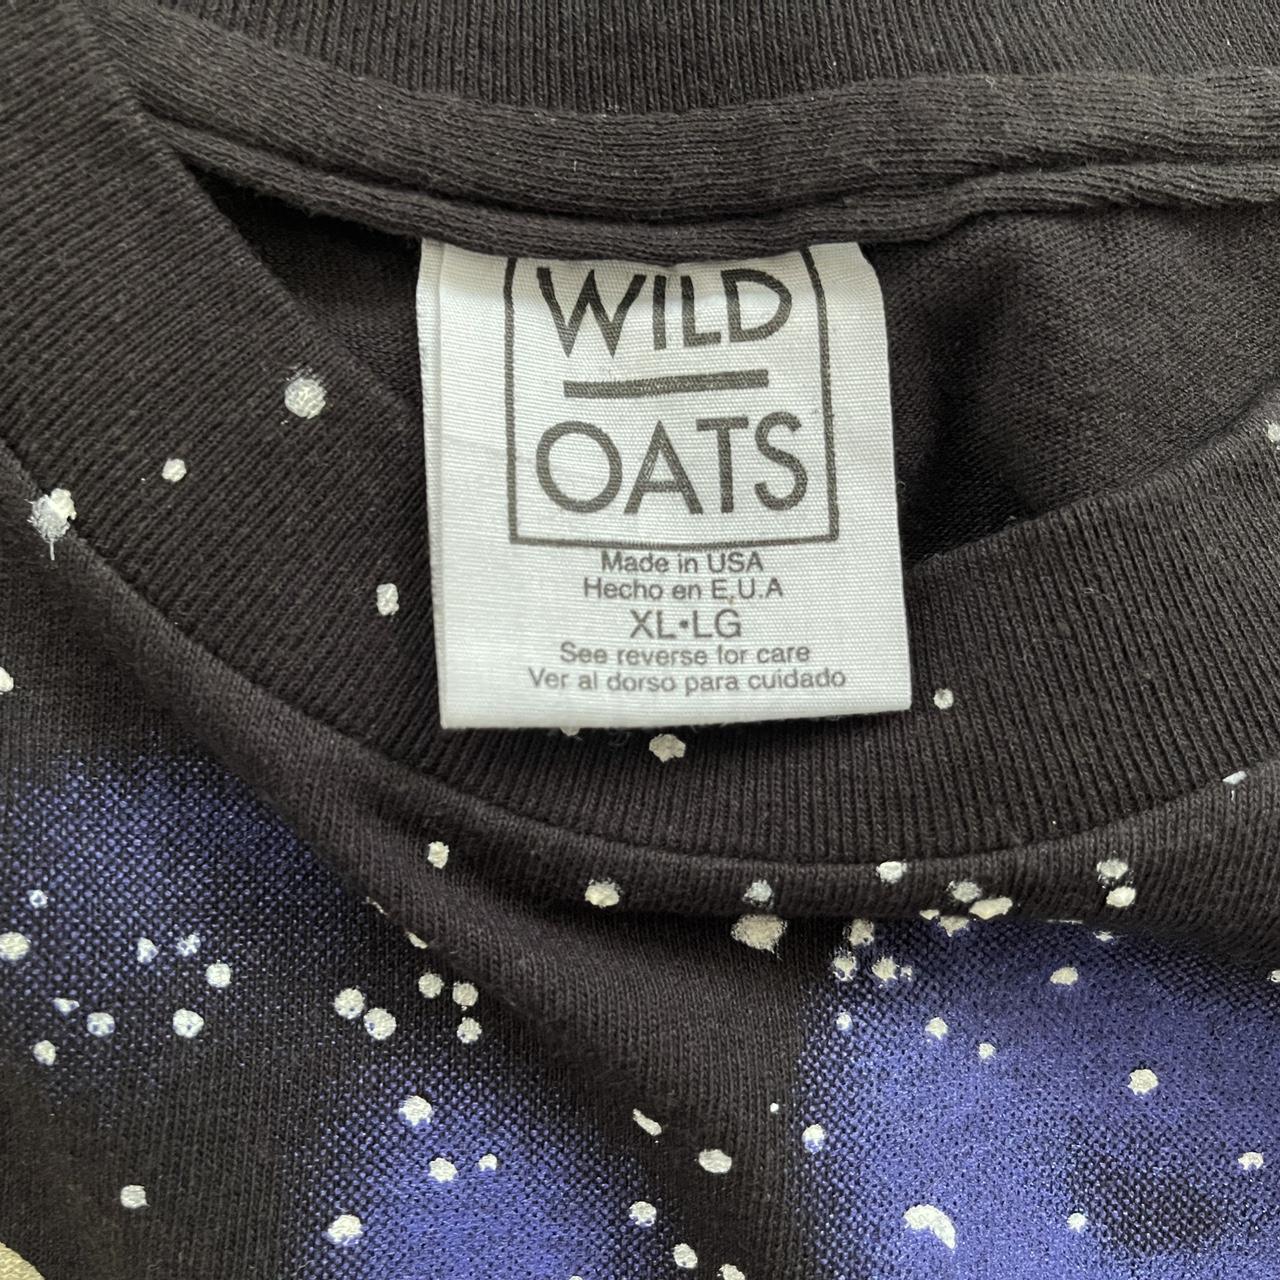 WILD
OATS
Made in USA
Hecho en E.U.A
XL•LG
See reverse for care
Ver al dorso para cuidado